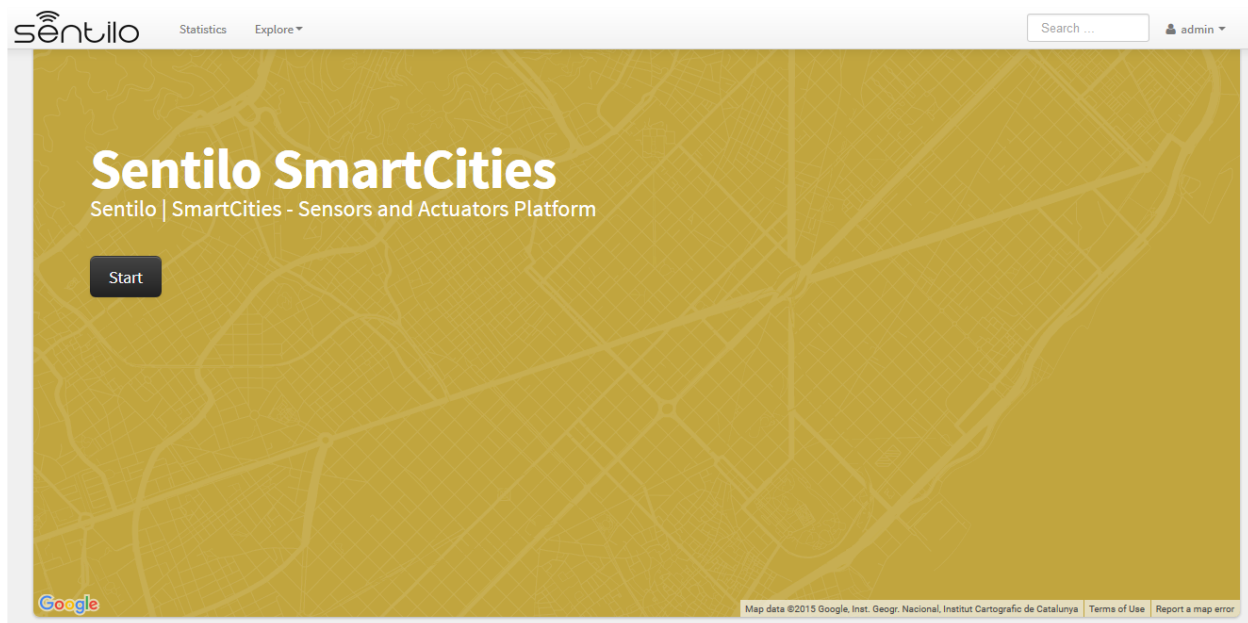 sentilo
Statistics
Explore
Search ...
admin
Sentilo SmartCities
Sentilo | SmartCities - Sensors and Actuators Platform
Start
Google
Map data ©2015 Google, Inst. Geogr. Nacional, Institut Cartografic de Catalunya
Terms of Use
Report a map error